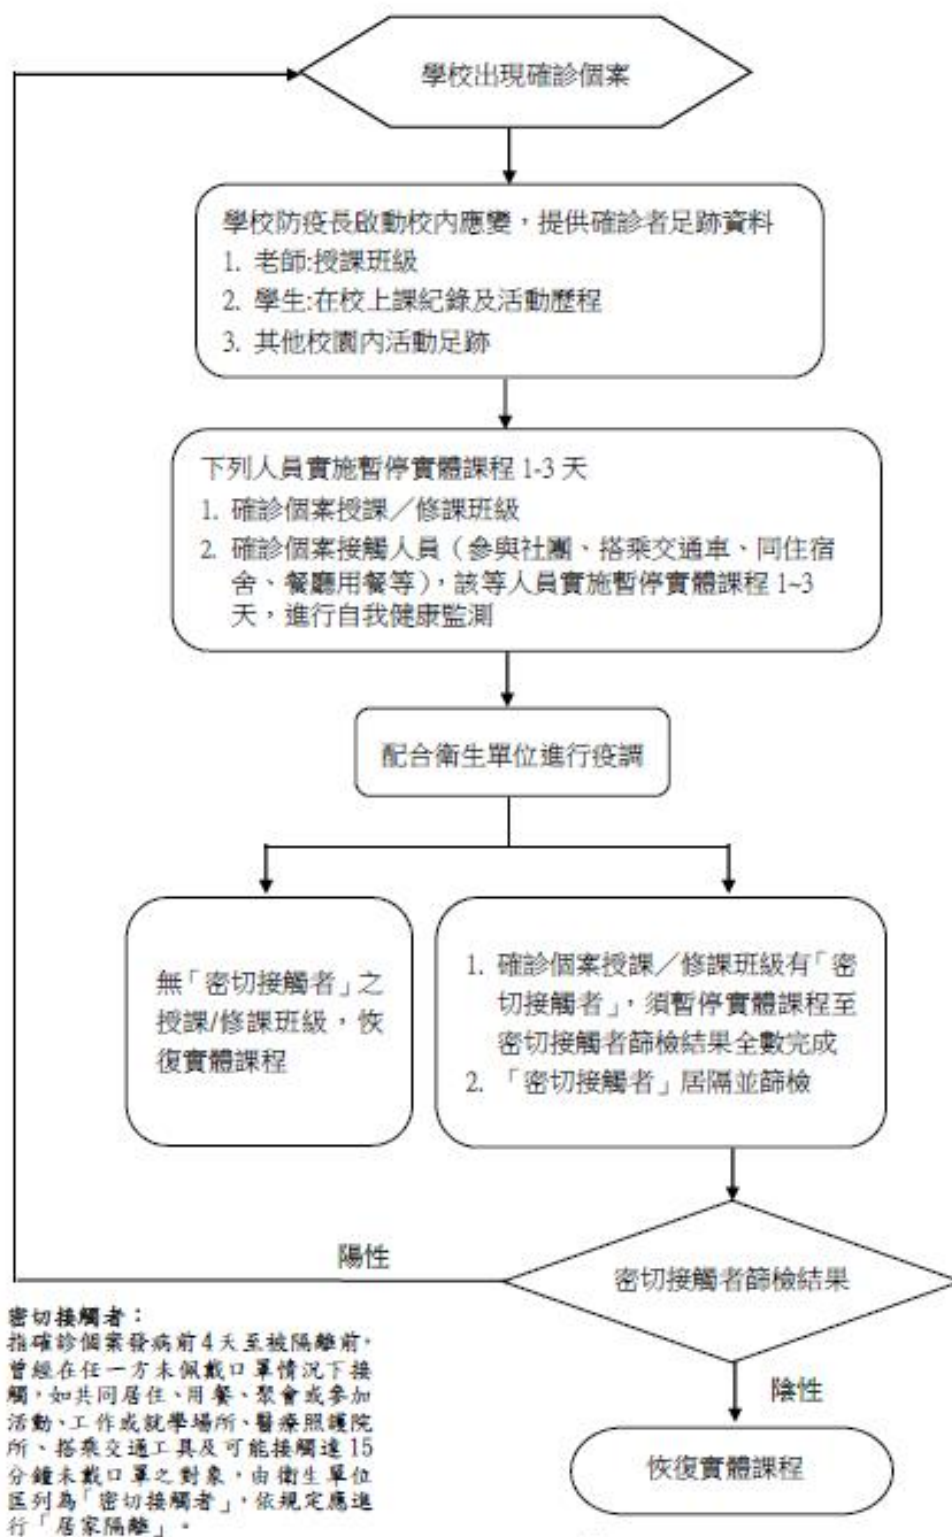 學校出現確診個案
學校防疫長啟動校內應變，提供確診者足跡資料
1. 老師:授課班級
2. 學生:在校上課紀錄及活動歷程
3. 其他校園內活動足跡
下列人員實施暫停實體課程 1-3 天
1. 確診個案授課／修課班級
2. 確診個案接觸人員（參與社團、搭乘交通車、同住宿
舍、餐廳用餐等），該等人員實施暫停實體課程 1~3
天，進行自我健康監測
配合衛生單位進行疫調
無「密切接觸者」之
授課/修課班級，恢
復實體課程
1. 確診個案授課／修課班級有「密
切接觸者」，須暫停實體課程至
密切接觸者篩檢結果全數完成
2. 「密切接觸者」居隔並篩檢
陽性
密切接觸者篩檢結果
陰性
恢復實體課程
密切接觸者：
指確診個案發病前 4 天至被隔離前，
曾經在任一方未佩戴口罩情況下接
觸，如共同居住、用餐、聚會或參加
活動、工作或就學場所、醫療照護院
所、搭乘交通工具及可能接觸達 15
分鐘未戴口罩之對象，由衛生單位
匡列為「密切接觸者」，依規定應進
行「居家隔離」。